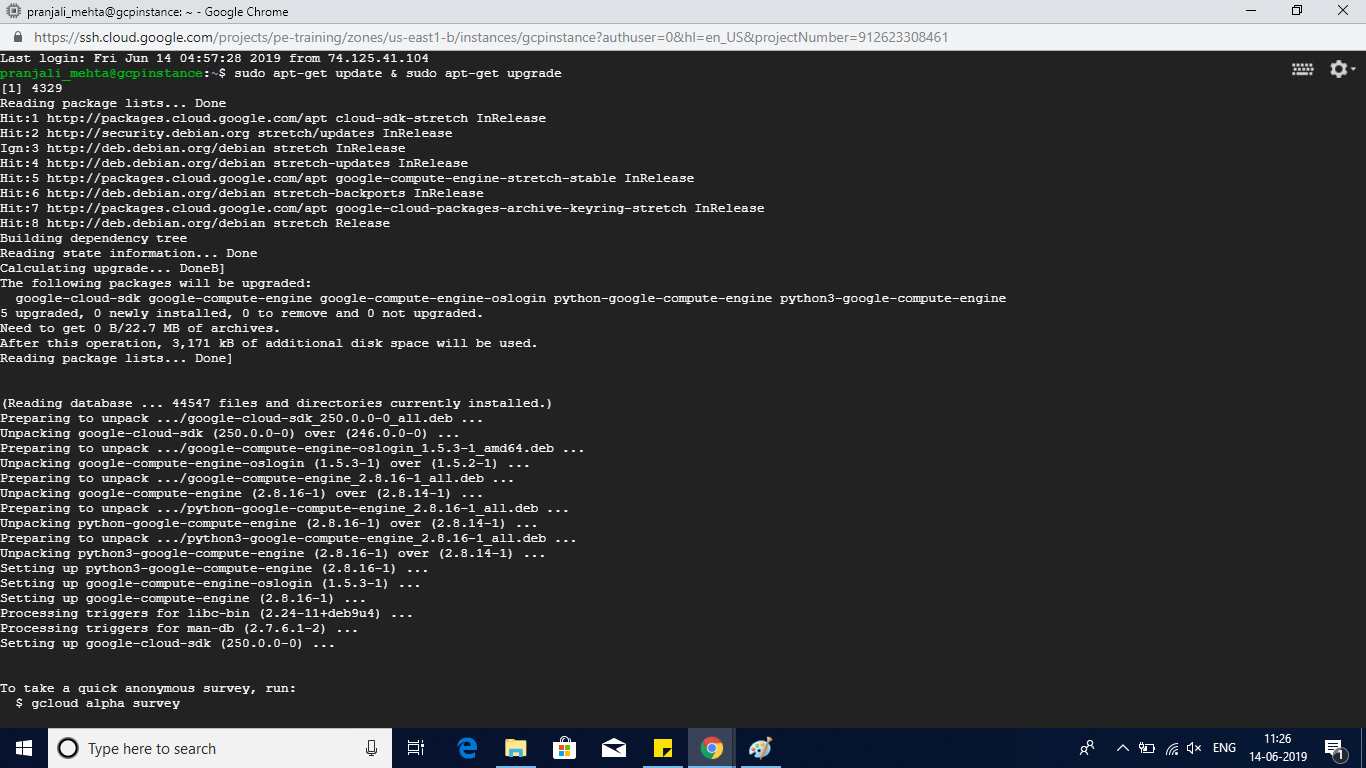 pranjali_mehta@gcpinstance: ~ - Google Chrome
https://ssh.cloud.google.com/projects/pe-training/zones/us-east1-b/instances/gcpinstance?authuser=0&hl=en_US&projectNumber=912623308461
Last login: Fri Jun 14 04:57:28 2019 from 74.125.41.104
pranjali_mehta@gcpinstance:~$ sudo apt-get update & sudo apt-get upgrade
[1] 4329
Reading package lists... Done
Hit:1 http://packages.cloud.google.com/apt cloud-sdk-stretch InRelease
Hit:2 http://security.debian.org stretch/updates InRelease
Ign:3 http://deb.debian.org/debian stretch InRelease
Hit:4 http://deb.debian.org/debian stretch-updates InRelease
Hit:5 http://packages.cloud.google.com/apt google-compute-engine-stretch-stable InRelease
Hit:6 http://deb.debian.org/debian stretch-backports InRelease
Hit:7 http://packages.cloud.google.com/apt google-cloud-packages-archive-keyring-stretch InRelease
Hit:8 http://deb.debian.org/debian stretch Release
Building dependency tree
Reading state information... Done
Calculating upgrade... DoneB]
The following packages will be upgraded:
  google-cloud-sdk google-compute-engine google-compute-engine-oslogin python-google-compute-engine python3-google-compute-engine
5 upgraded, 0 newly installed, 0 to remove and 0 not upgraded.
Need to get 0 B/22.7 MB of archives.
After this operation, 3,171 kB of additional disk space will be used.
Reading package lists... Done]
(Reading database ... 44547 files and directories currently installed.)
Preparing to unpack .../google-cloud-sdk_250.0.0-0_all.deb ...
Unpacking google-cloud-sdk (250.0.0-0) over (246.0.0-0) ...
Preparing to unpack .../google-compute-engine-oslogin_1.5.3-1_amd64.deb ...
Unpacking google-compute-engine-oslogin (1.5.3-1) over (1.5.2-1) ...
Preparing to unpack .../google-compute-engine_2.8.16-1_all.deb ...
Unpacking google-compute-engine (2.8.16-1) over (2.8.14-1) ...
Preparing to unpack .../python-google-compute-engine_2.8.16-1_all.deb ...
Unpacking python-google-compute-engine (2.8.16-1) over (2.8.14-1) ...
Preparing to unpack .../python3-google-compute-engine_2.8.16-1_all.deb ...
Unpacking python3-google-compute-engine (2.8.16-1) over (2.8.14-1) ...
Setting up python3-google-compute-engine (2.8.16-1) ...
Setting up google-compute-engine-oslogin (1.5.3-1) ...
Setting up google-compute-engine (2.8.16-1) ...
Processing triggers for libc-bin (2.24-11+deb9u4) ...
Processing triggers for man-db (2.7.6.1-2) ...
Setting up google-cloud-sdk (250.0.0-0) ...
To take a quick anonymous survey, run:
  $ gcloud alpha survey
Type here to search
ENG
11:26
14-06-2019
1